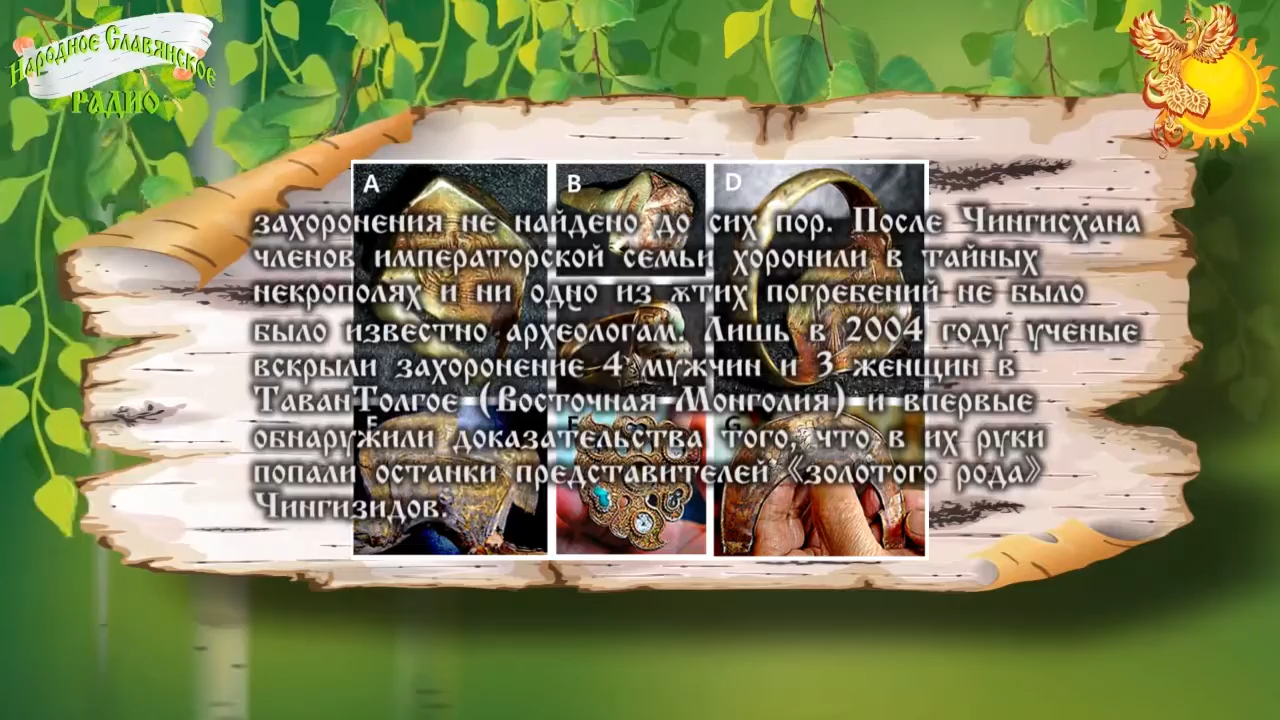 Народное Славянское
Радио
A
B
D
захоронения не найдено до сих пор. После Чингисхана
членов императорской семьи хоронили в тайных
некрополях и ни одно из этих погребений не было
C
было известно археологам. Лишь в 2004 году ученые
вскрыли захоронение 4 мужчин и 3 женщин в
ТаванТолгое (Восточная Монголия) и впервые
E
F
G
обнаружили доказательства того, что в их руки
попали останки представителей «золотого рода»
Чингизидов.